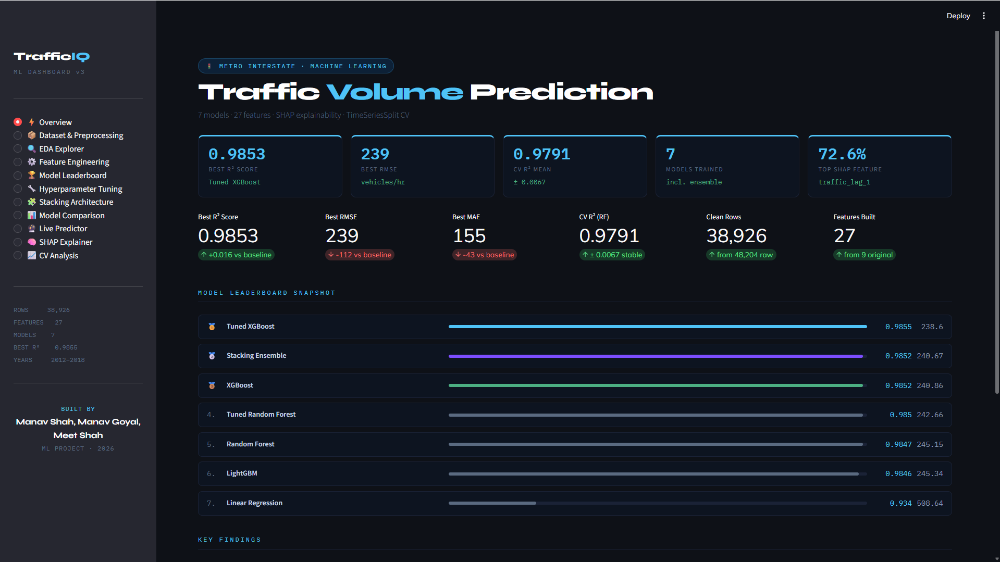 Deploy
TrafficIQ
ML DASHBOARD v3
Overview
Dataset & Preprocessing
EDA Explorer
Feature Engineering
Model Leaderboard
Hyperparameter Tuning
Stacking Architecture
Model Comparison
Live Predictor
SHAP Explainer
CV Analysis
ROWS 38,926
FEATURES 27
MODELS 7
BEST R² 0.9855
YEARS 2012–2018
BUILT BY
Manav Shah, Manav Goyal,
Meet Shah
ML PROJECT · 2026
METRO INTERSTATE · MACHINE LEARNING
Traffic Volume Prediction
7 models · 27 features · SHAP explainability · TimeSeriesSplit CV
0.9853
BEST R² SCORE
Tuned XGBoost
239
BEST RMSE
vehicles/hr
0.9791
CV R² MEAN
± 0.0067
7
MODELS TRAINED
incl. ensemble
72.6%
TOP SHAP FEATURE
traffic_lag_1
Best R² Score
0.9853
↑ +0.016 vs baseline
Best RMSE
239
↓ -112 vs baseline
Best MAE
155
↓ -43 vs baseline
CV R² (RF)
0.9791
↑ ± 0.0067 stable
Clean Rows
38,926
↑ from 48,204 raw
Features Built
27
↑ from 9 original
MODEL LEADERBOARD SNAPSHOT
Tuned XGBoost 0.9855 238.6
Stacking Ensemble 0.9852 240.67
XGBoost 0.9852 240.86
4. Tuned Random Forest 0.985 242.66
5. Random Forest 0.9847 245.15
6. LightGBM 0.9846 245.34
7. Linear Regression 0.934 508.64
KEY FINDINGS